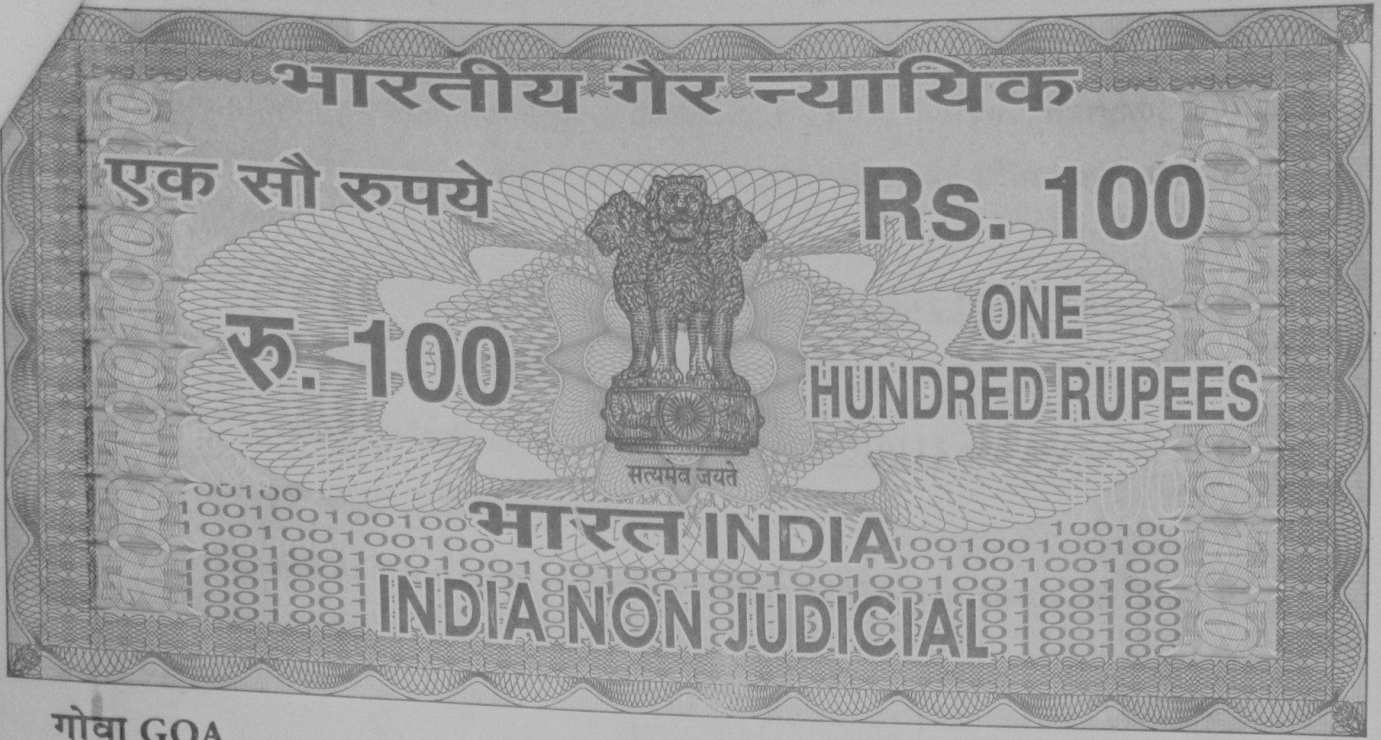 भारतीय गैर न्यायिक
एक सौ रुपये
Rs. 100
रु. 100
ONE
HUNDRED RUPEES
सत्यमेव जयते
भारत INDIA
INDIA NON JUDICIAL
गोवा GOA